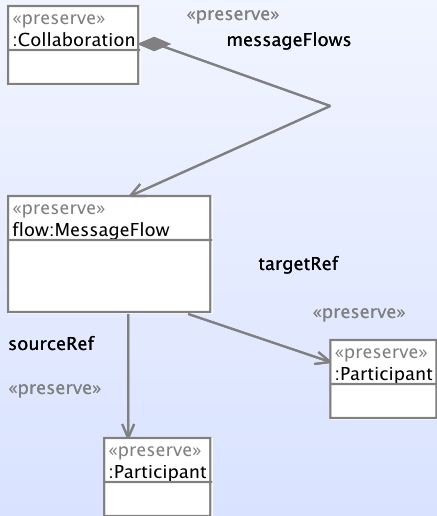 «preserve»
:Collaboration
«preserve»
messageFlows
«preserve»
flow:MessageFlow
targetRef
«preserve»
sourceRef
«preserve»
«preserve»
:Participant
«preserve»
:Participant